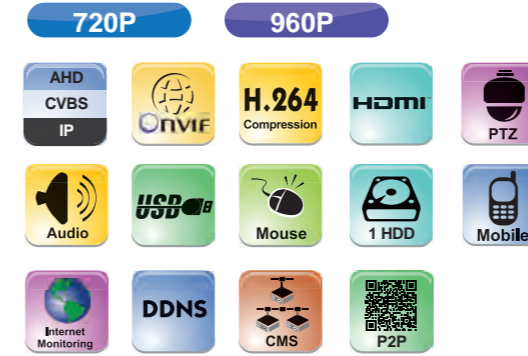 720P 960P
AHD
CVBS
IP
ONVIF
H.264
Compression
HDMI
PTZ
Audio
USB
Mouse
1 HDD
Mobile
Internet
Monitoring
DDNS
CMS
P2P